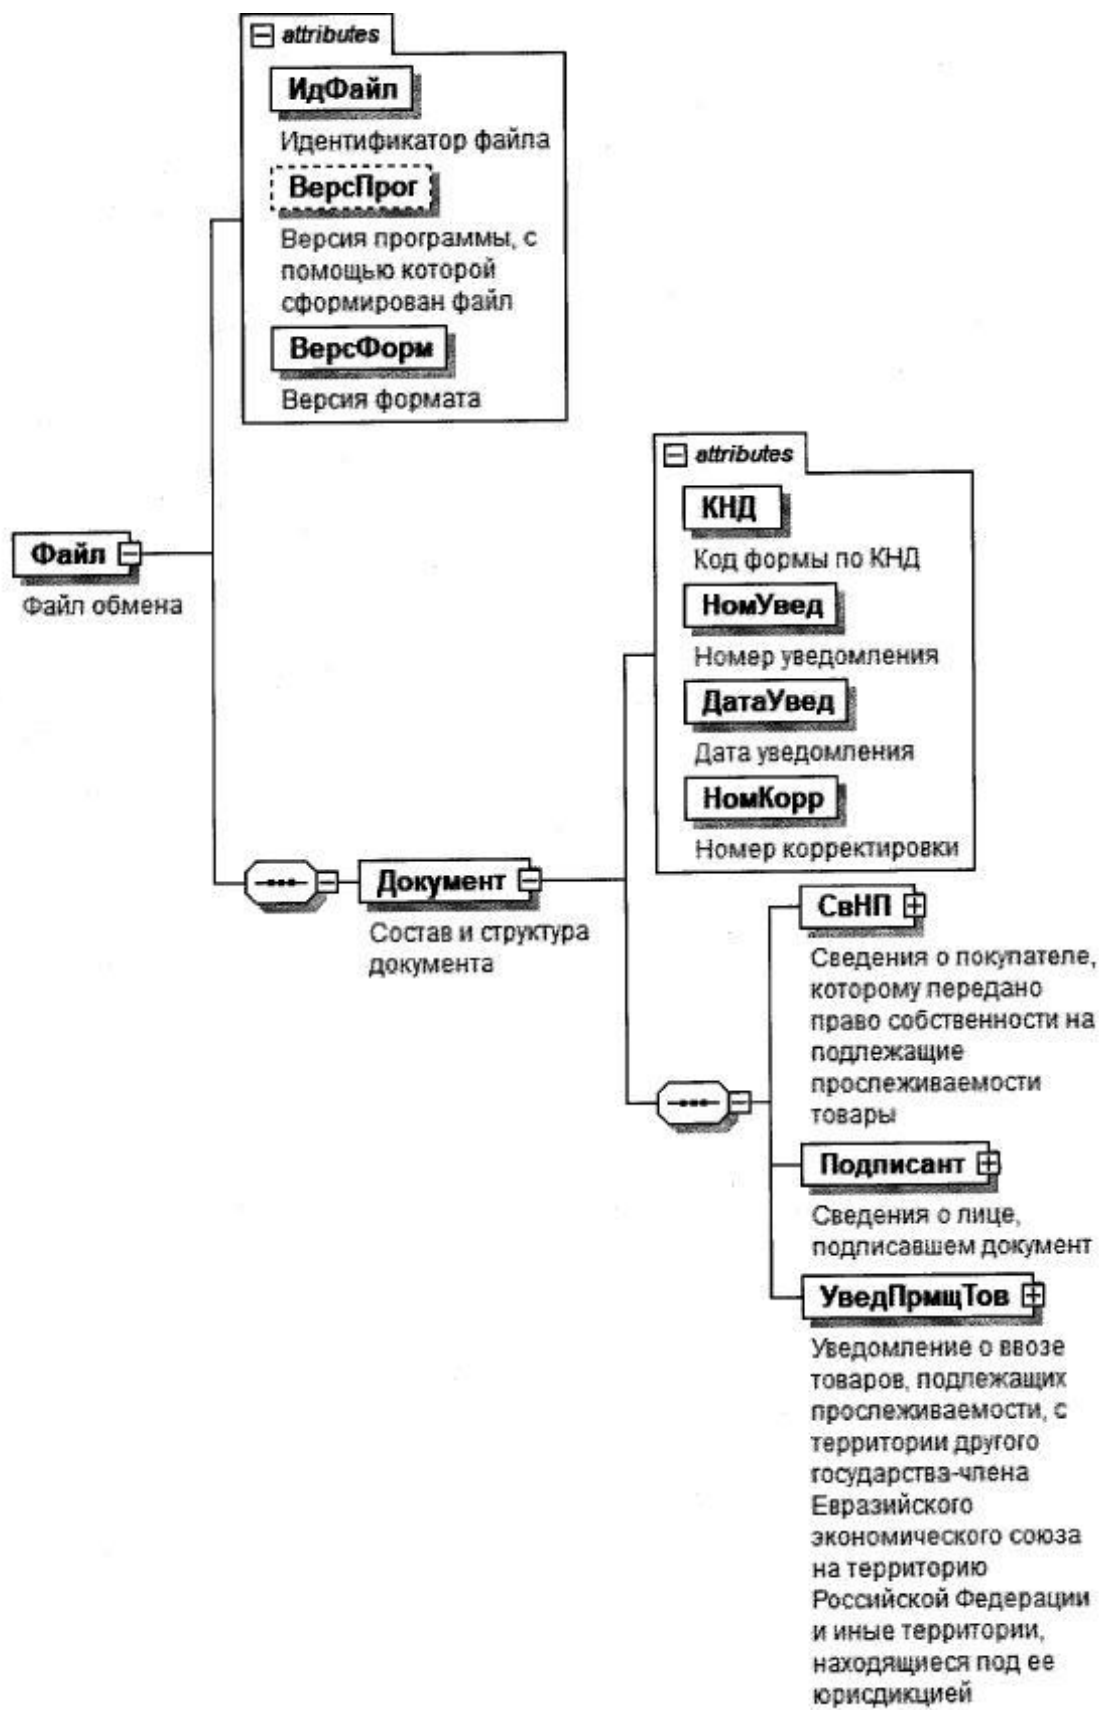 attributes
ИдФайл
Идентификатор файла
ВерсПрог
Версия программы, с
помощью которой
сформирован файл
ВерсФорм
Версия формата
Файл
Файл обмена
attributes
КНД
Код формы по КНД
НомУвед
Номер уведомления
ДатаУвед
Дата уведомления
НомКорр
Номер корректировки
Документ
Состав и структура
документа
СвНП
Сведения о покупателе,
которому передано
право собственности на
подлежащие
прослеживаемости
товары
Подписант
Сведения о лице,
подписавшем документ
УведПрмщТов
Уведомление о ввозе
товаров, подлежащих
прослеживаемости, с
территории другого
государства-члена
Евразийского
экономического союза
на территорию
Российской Федерации
и иные территории,
находящиеся под ее
юрисдикцией